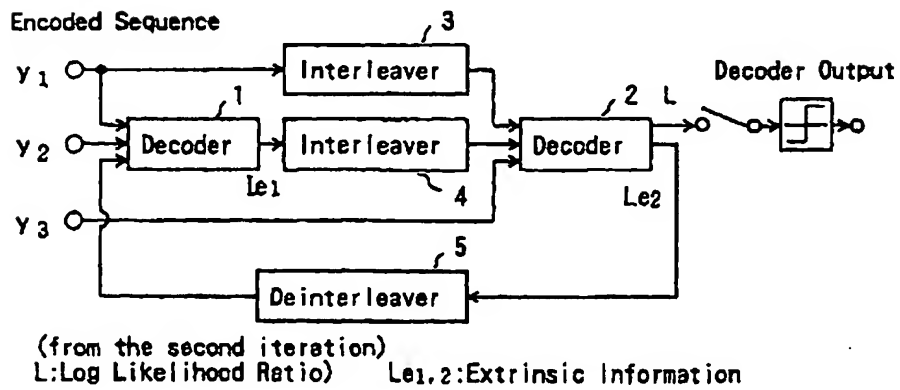 Encoded Sequence
3
y1
Interleaver
Decoder Output
1
2
L
y2
Decoder
Interleaver
Decoder
Le1
4
Le2
y3
5
Deinterleaver
(from the second iteration)
L:Log Likelihood Ratio) Le1,2:Extrinsic Information